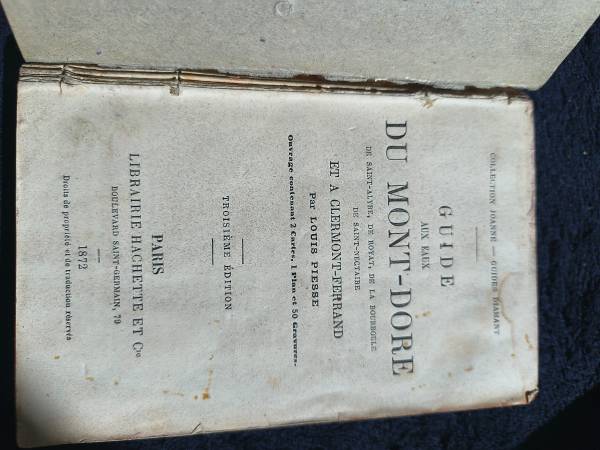 COLLECTION JOANNE — GUIDES DIAMANT
GUIDE
AUX EAUX
DU MONT-DORE
DE SAINT-ALYRE, DE ROYAT, DE LA BOURBOULE
DE SAINT-NECTAIRE
ET A CLERMONT-FERRAND
Par LOUIS PIESSE
Ouvrage contenant 2 Cartes, 1 Plan et 50 Gravures.
TROISIÈME ÉDITION
PARIS
LIBRAIRIE HACHETTE ET Cie
BOULEVARD SAINT-GERMAIN, 79
1872
Droits de propriété et de traduction réservés